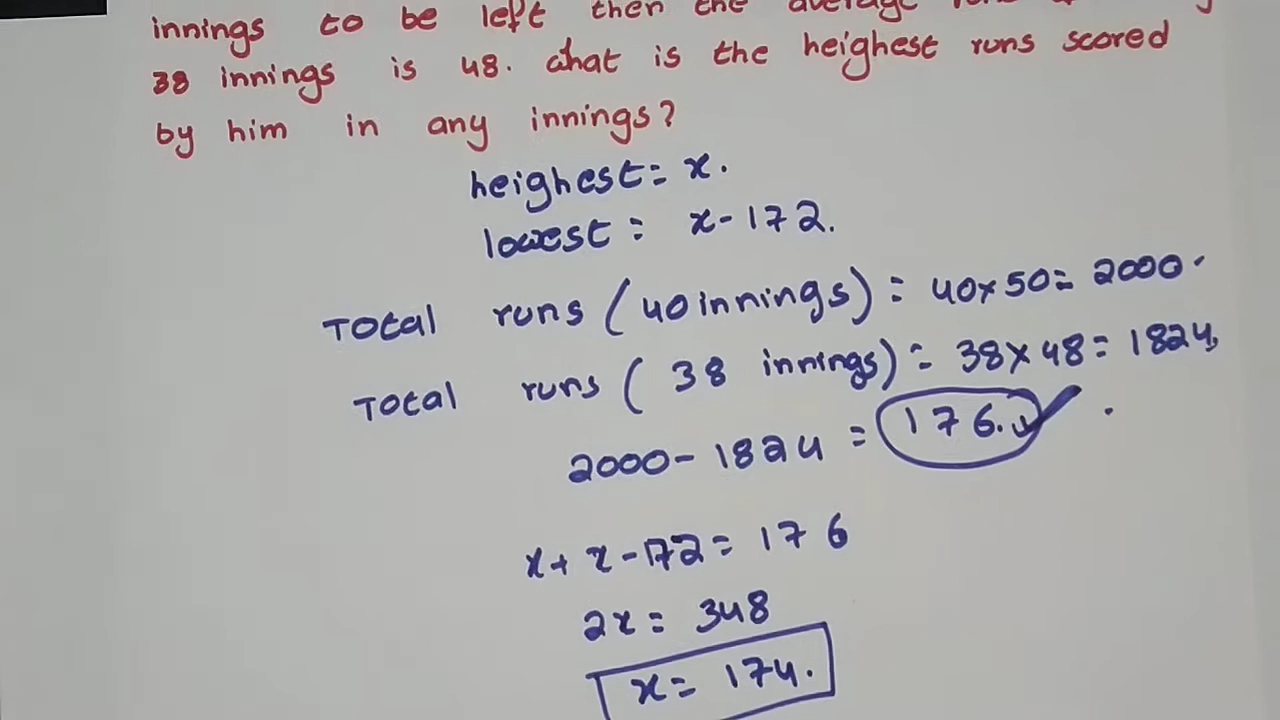 innings to be left then the average
38 innings is 48. What is the heighest runs scored
by him in any innings?
heighest = x.
lowest = x-172.
Total runs (40 innings) = 40×50= 2000.
Total runs (38 innings) = 38×48 = 1824,
2000-1824 = 176.
x+x-172= 176
2x= 348
x= 174.